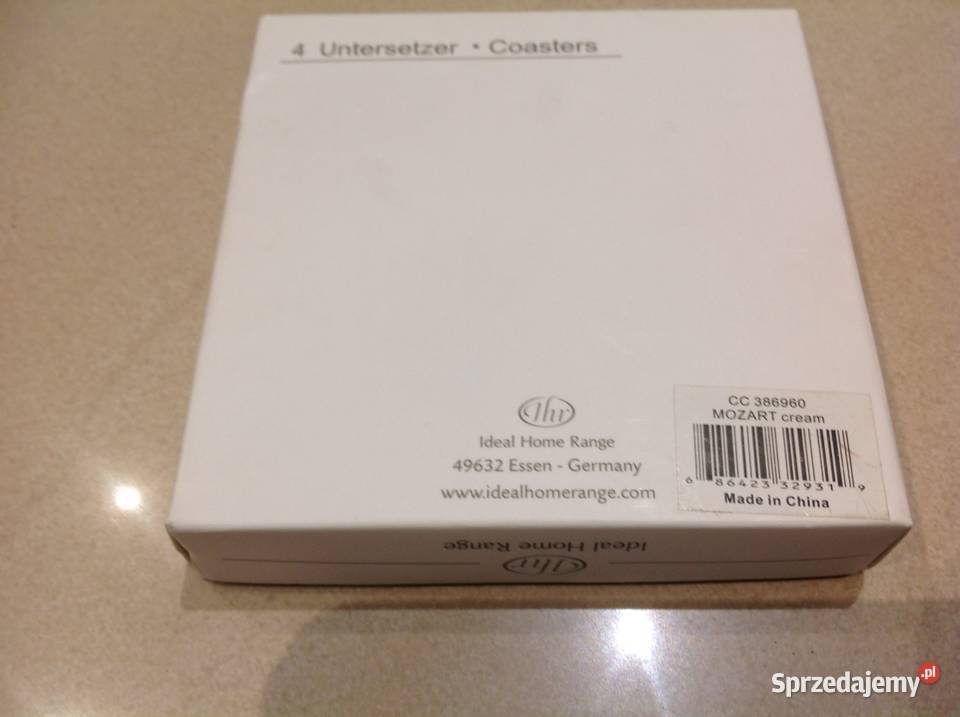 4 Untersetzer • Coasters
Ihr
Ideal Home Range
49632 Essen - Germany
www.idealhomerange.com
CC 386960
MOZART cream
6 86423 32931 9
Made in China
Ideal Home Range
Ihr
Sprzedajemy.pl